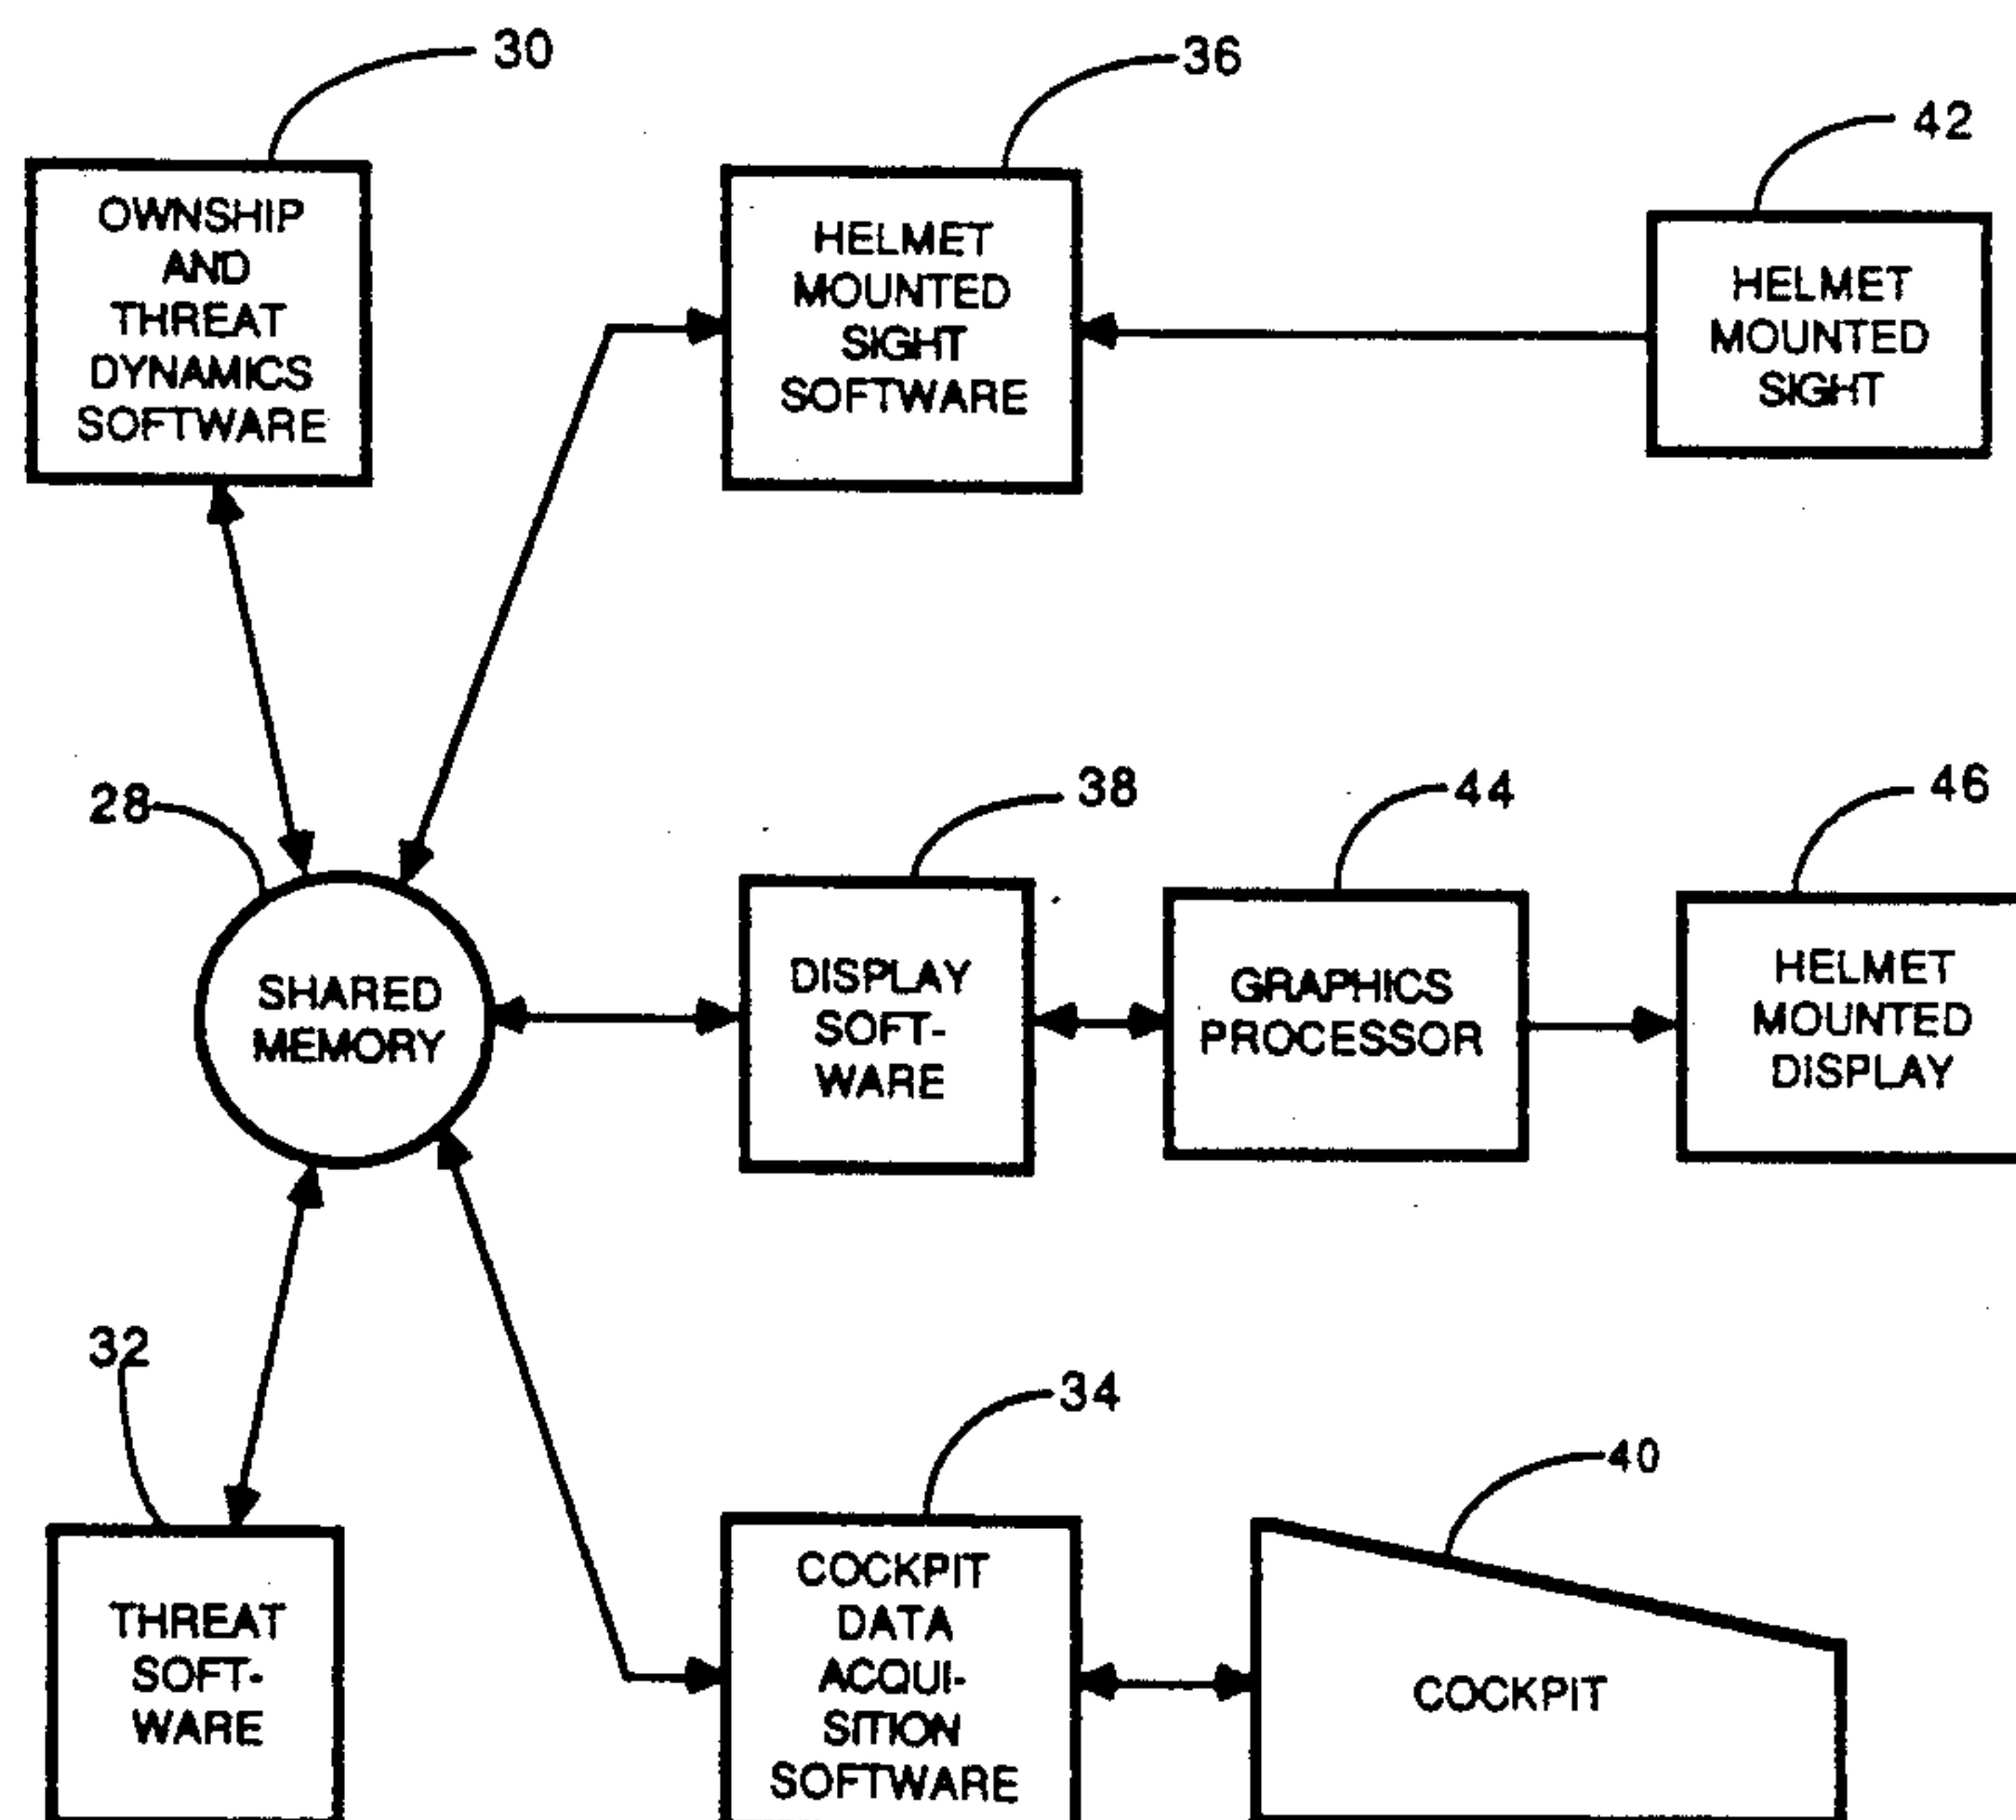 30
36
42
OWNSHIP
AND
THREAT
DYNAMICS
SOFTWARE
HELMET
MOUNTED
SIGHT
SOFTWARE
HELMET
MOUNTED
SIGHT
28
38
44
46
SHARED
MEMORY
DISPLAY
SOFT-
WARE
GRAPHICS
PROCESSOR
HELMET
MOUNTED
DISPLAY
32
34
40
THREAT
SOFT-
WARE
COCKPIT
DATA
ACQUI-
SITION
SOFTWARE
COCKPIT